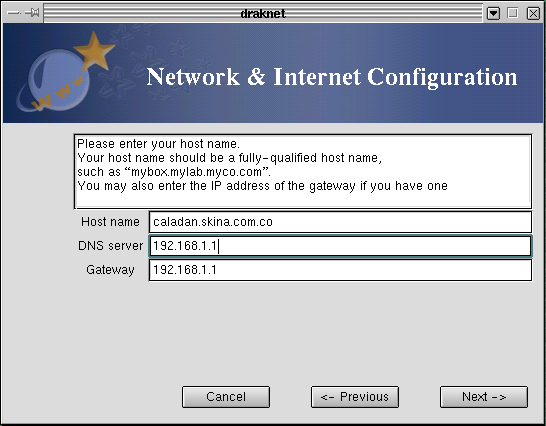 draknet
www
Network & Internet Configuration
Please enter your host name.
Your host name should be a fully-qualified host name,
such as “mybox.mylab.myco.com”.
You may also enter the IP address of the gateway if you have one
Host name caladan.skina.com.co
DNS server 192.168.1.1
Gateway 192.168.1.1
Cancel <- Previous Next ->